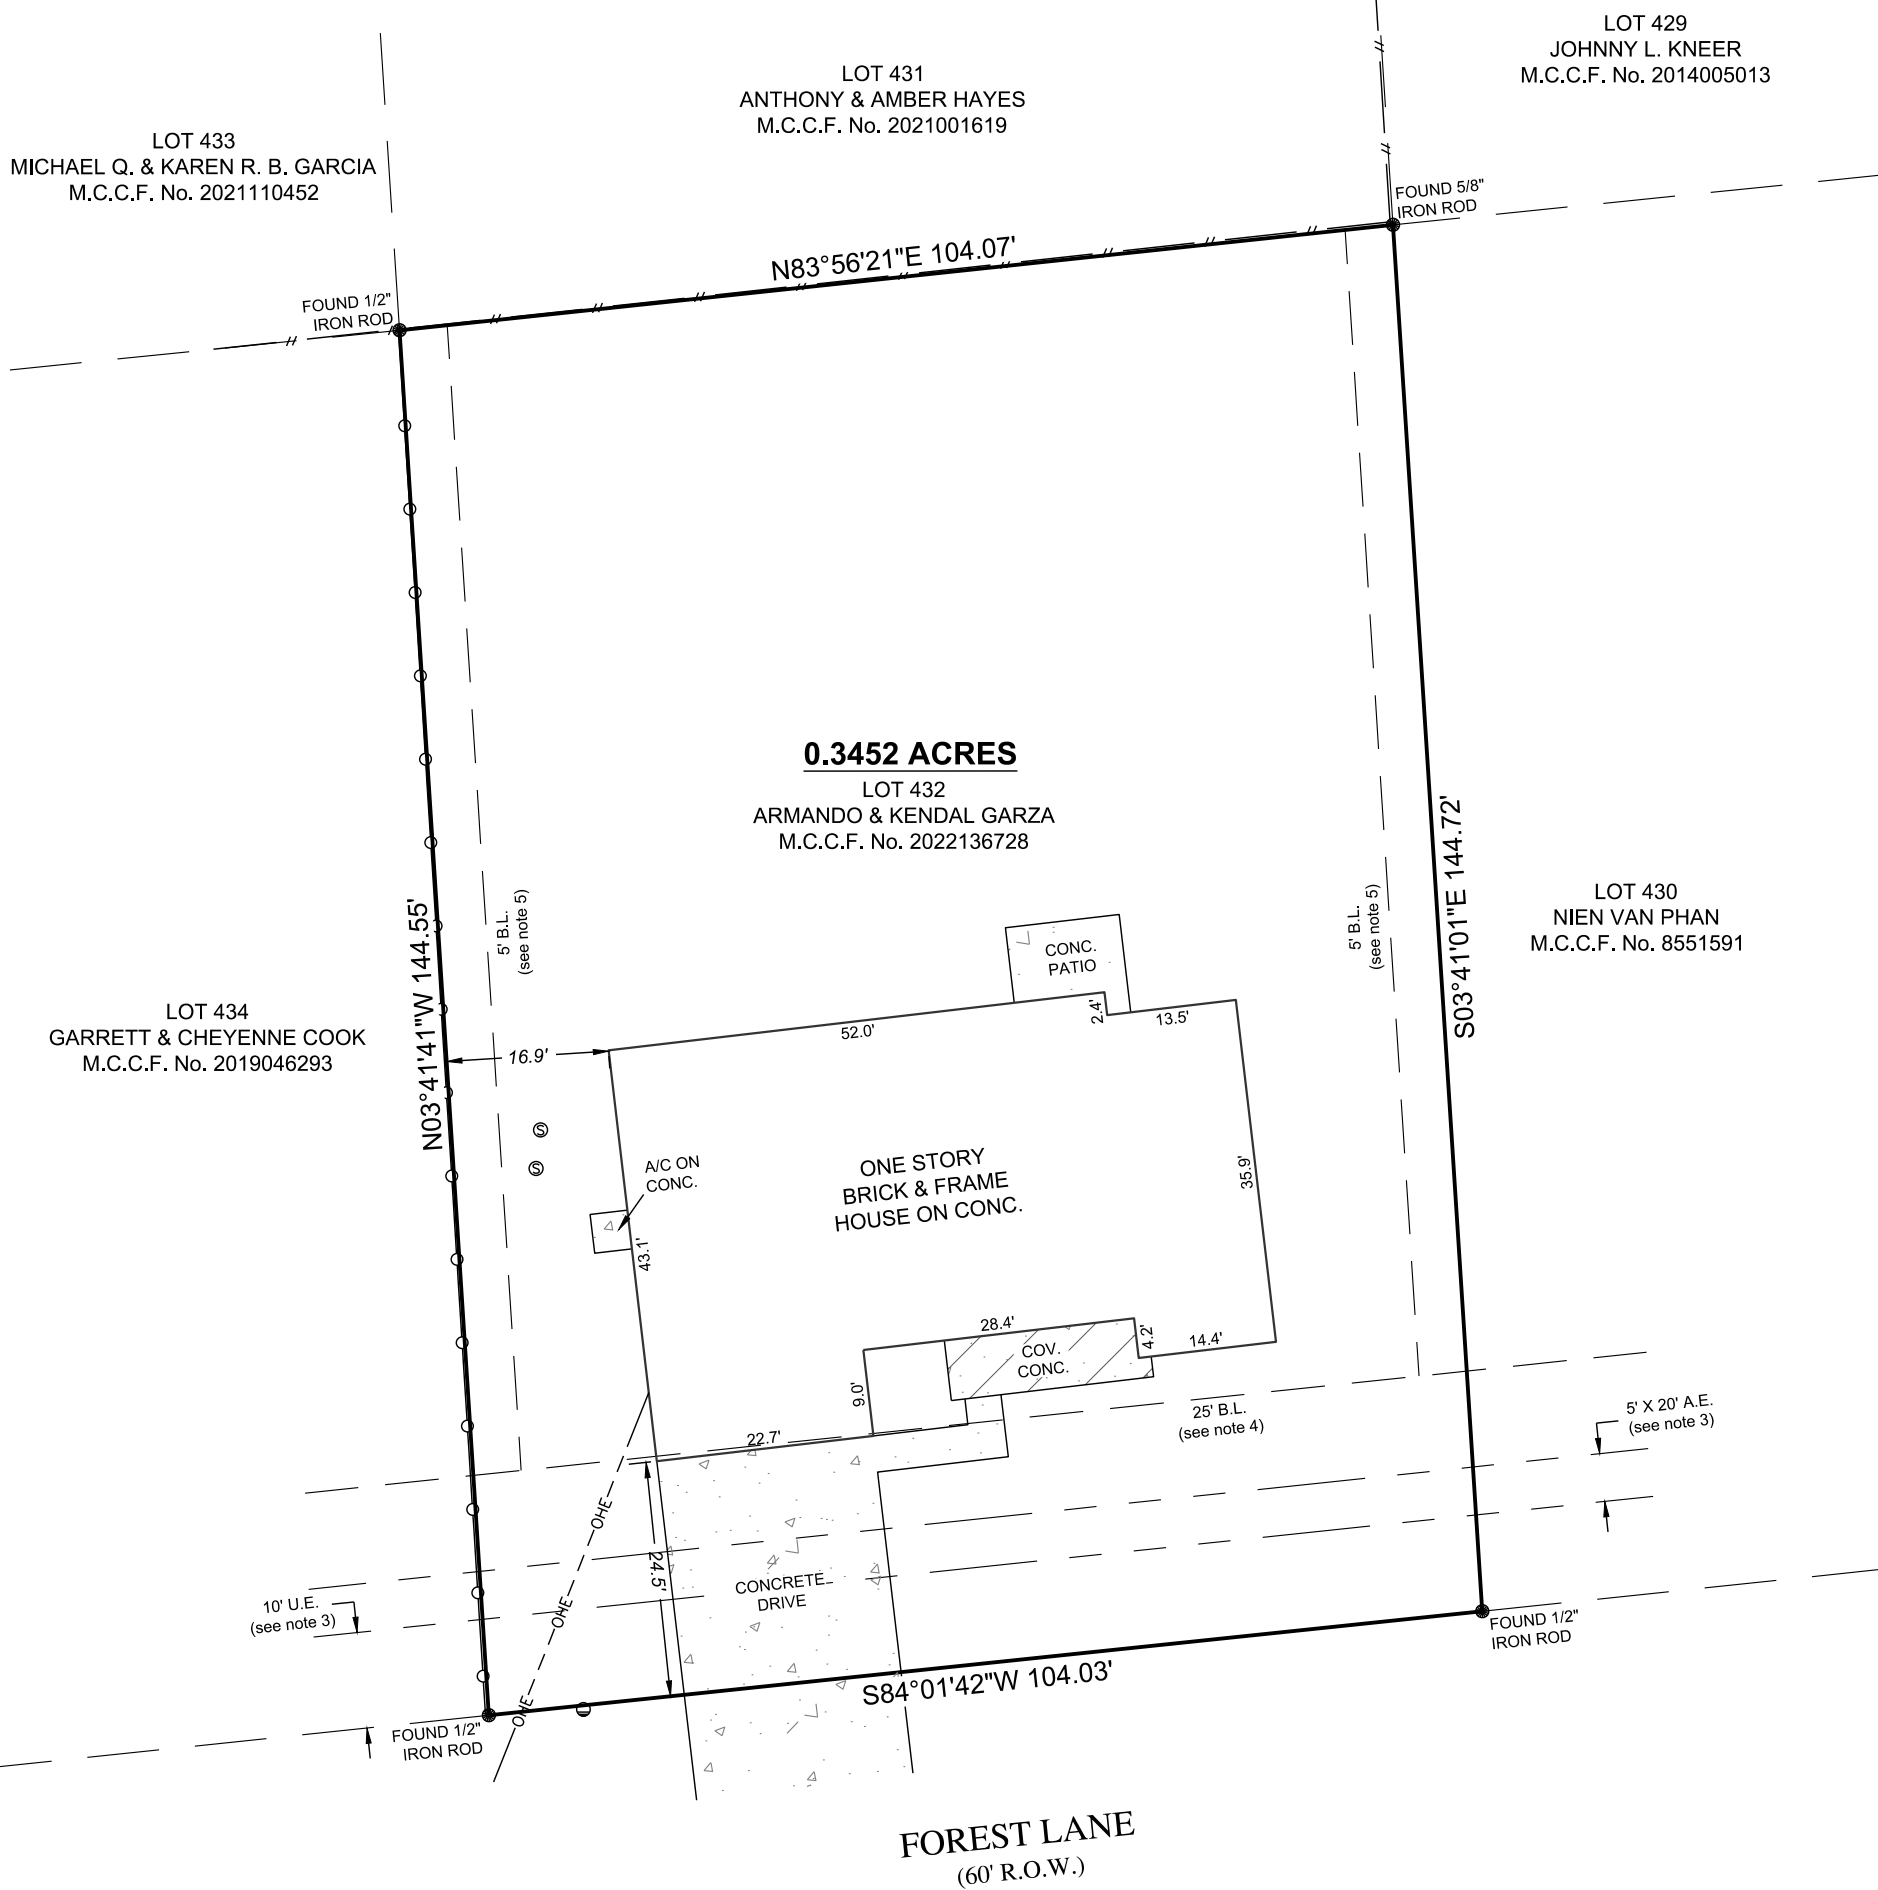 LOT 429
JOHNNY L. KNEER
M.C.C.F. No. 2014005013
LOT 431
ANTHONY & AMBER HAYES
M.C.C.F. No. 2021001619
LOT 433
MICHAEL Q. & KAREN R. B. GARCIA
M.C.C.F. No. 2021110452
FOUND 5/8"
IRON ROD
N83°56'21"E 104.07'
FOUND 1/2"
IRON ROD
0.3452 ACRES
LOT 432
ARMANDO & KENDAL GARZA
M.C.C.F. No. 2022136728
S03°41'01"E 144.72'
5' B.L.
(see note 5)
5' B.L.
(see note 5)
LOT 430
NIEN VAN PHAN
M.C.C.F. No. 8551591
N03°41'41"W 144.55'
CONC.
PATIO
LOT 434
GARRETT & CHEYENNE COOK
M.C.C.F. No. 2019046293
52.0'
2.4'
13.5'
16.9'
S
S
A/C ON
CONC.
ONE STORY
BRICK & FRAME
HOUSE ON CONC.
35.9'
43.1'
28.4'
COV.
CONC.
4.2'
14.4'
9.0'
22.7'
25' B.L.
(see note 4)
5' X 20' A.E.
(see note 3)
OHE
24.5'
CONCRETE
DRIVE
10' U.E.
(see note 3)
OHE
FOUND 1/2"
IRON ROD
S84°01'42"W 104.03'
OHE
FOUND 1/2"
IRON ROD
FOREST LANE
(60' R.O.W.)